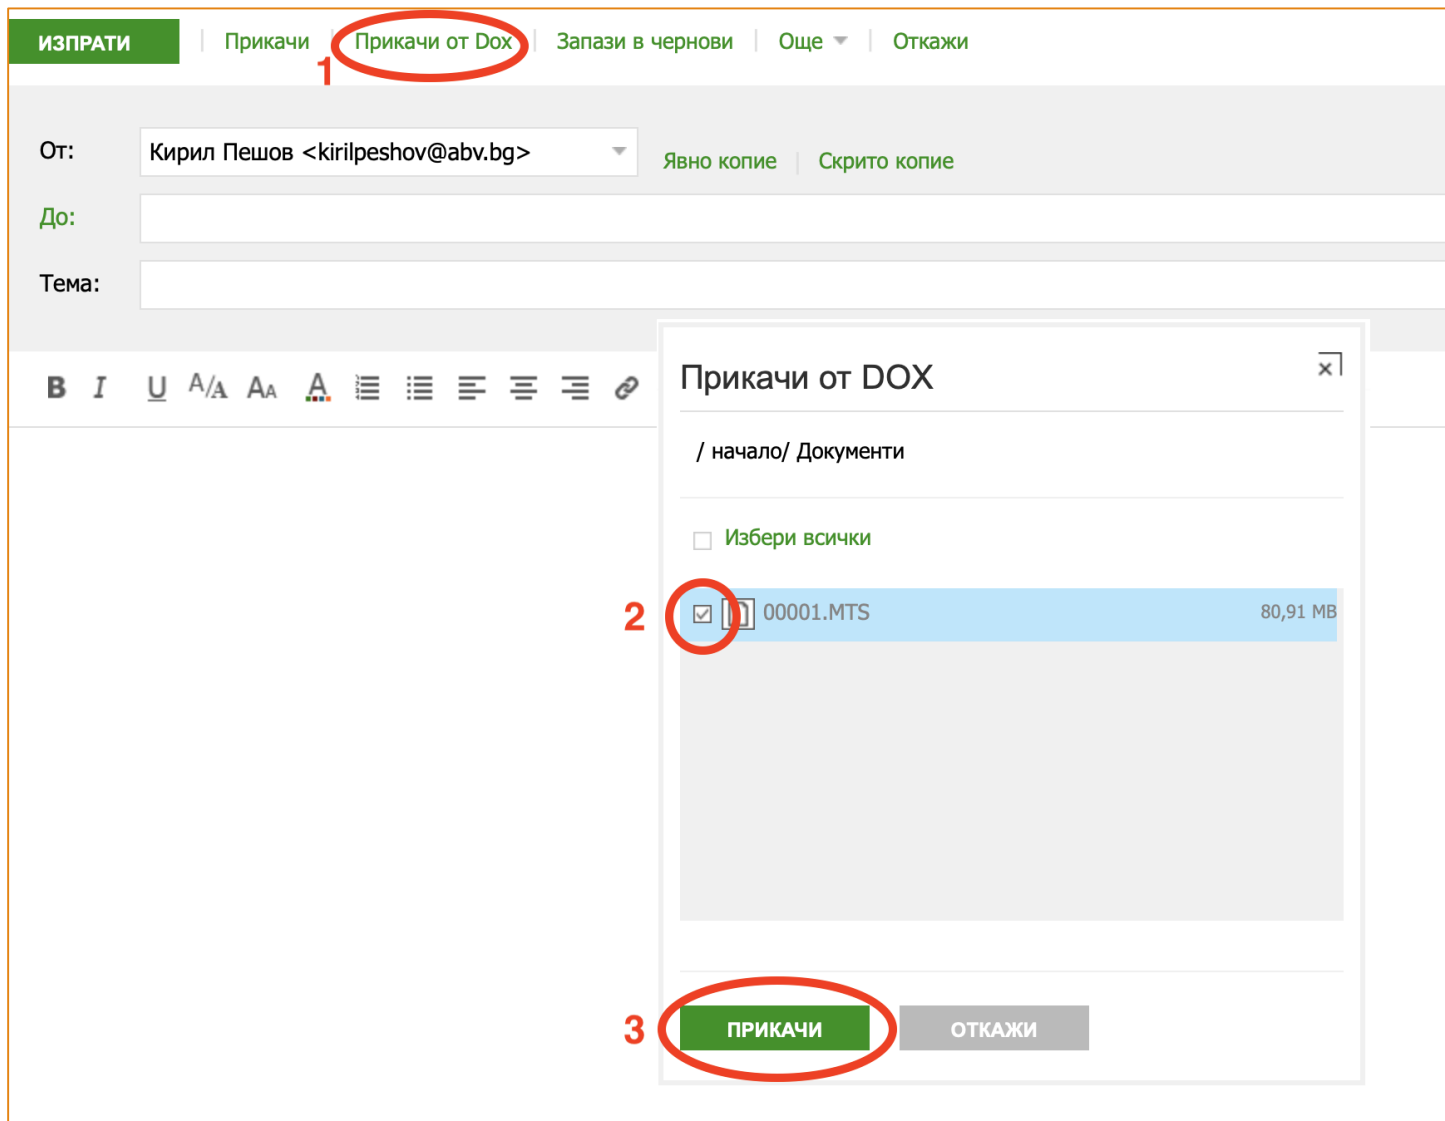 ИЗПРАТИ | Прикачи | Прикачи от Dox | Запази в чернови | Още | Откажи
1
От: Кирил Пешов <kirilpeshov@abv.bg> Явно копие | Скрито копие
До:
Тема:
B I U A/A AA A
Прикачи от DOX
/ начало/ Документи
Избери всички
2 00001.MTS 80,91 MB
3 ПРИКАЧИ ОТКАЖИ